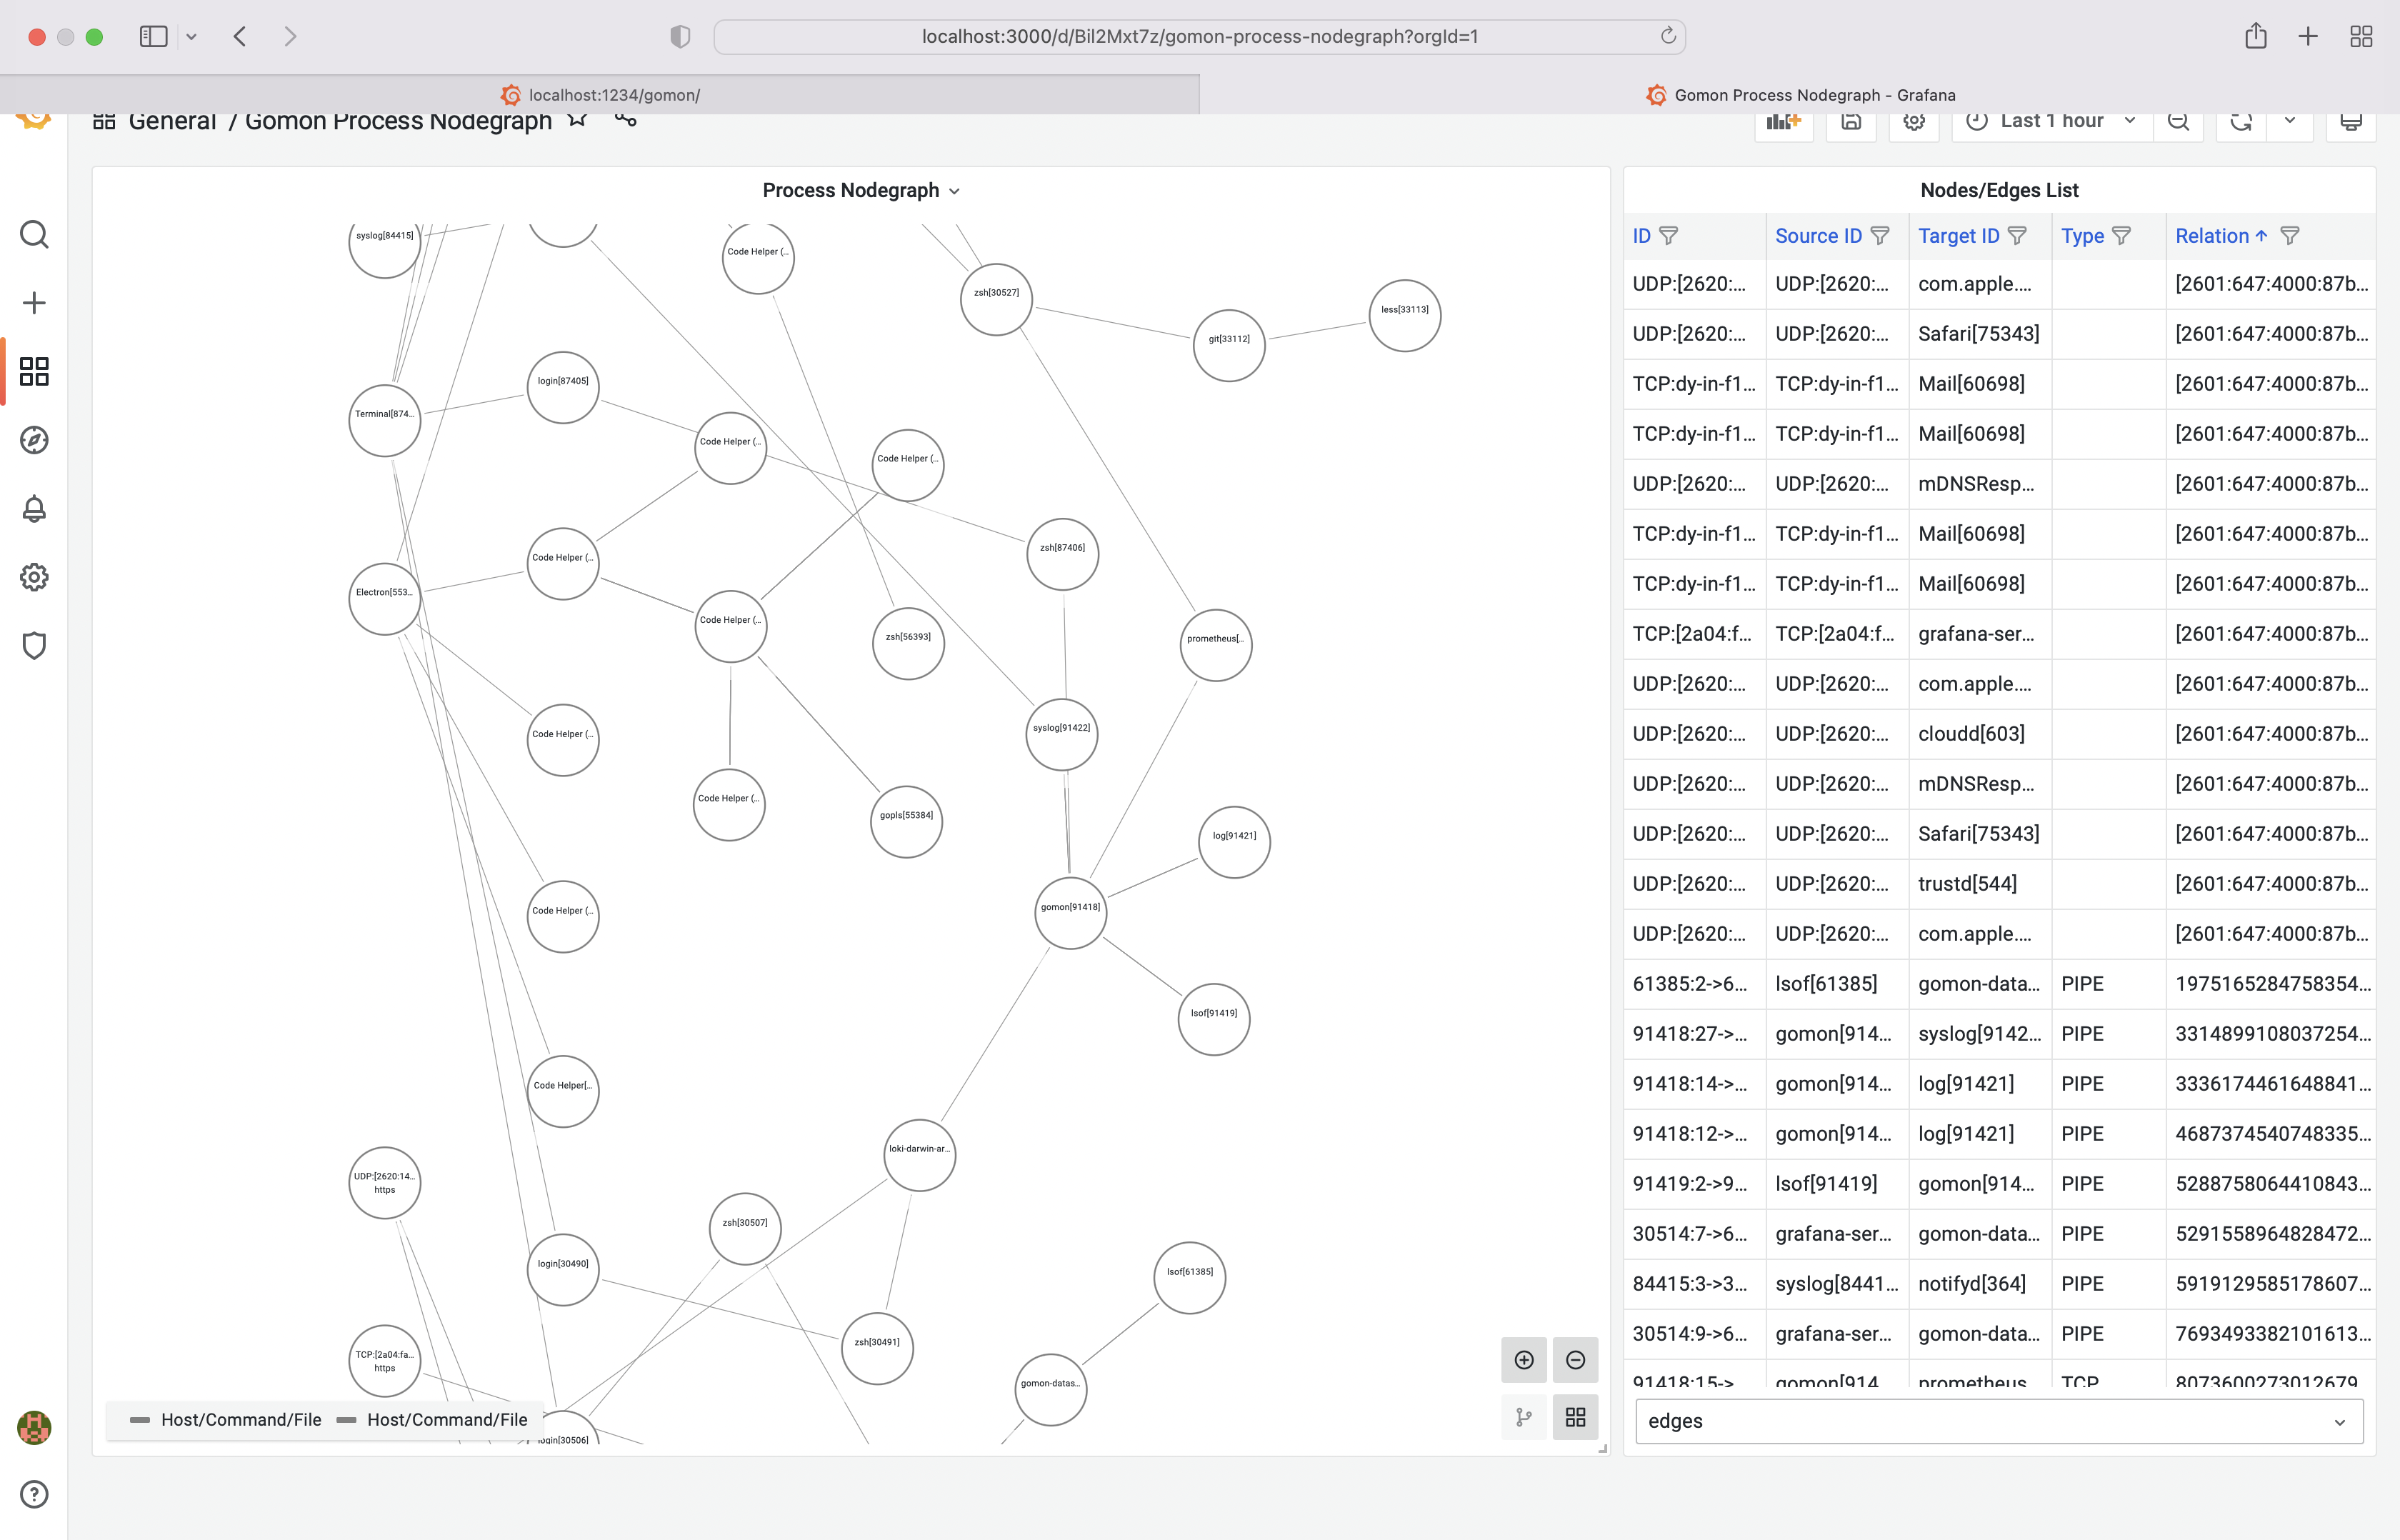 localhost:3000/d/Bil2Mxt7z/gomon-process-nodegraph?orgId=1
localhost:1234/gomon/
Gomon Process Nodegraph - Grafana
General / Gomon Process Nodegraph
Last 1 hour
Process Nodegraph
syslog[84415]
Code Helper (...
zsh[30527]
less[33113]
git[33112]
login[87405]
Terminal[874...
Code Helper (...
Code Helper (...
zsh[87406]
Code Helper (...
Electron[553...
Code Helper (...
zsh[56393]
prometheus[...
Code Helper (...
syslog[91422]
Code Helper (...
gopls[55384]
log[91421]
gomon[91418]
Code Helper (...
lsof[91419]
Code Helper[...
loki-darwin-ar...
UDP:[2620:14...
https
zsh[30507]
login[30490]
lsof[61385]
zsh[30491]
TCP:[2a04:fa...
https
gomon-datas...
login[30506]
Host/Command/File Host/Command/File
Nodes/Edges List
ID Source ID Target ID Type Relation
UDP:[2620:... UDP:[2620:... com.apple.... [2601:647:4000:87b...
UDP:[2620:... UDP:[2620:... Safari[75343] [2601:647:4000:87b...
TCP:dy-in-f1... TCP:dy-in-f1... Mail[60698] [2601:647:4000:87b...
TCP:dy-in-f1... TCP:dy-in-f1... Mail[60698] [2601:647:4000:87b...
UDP:[2620:... UDP:[2620:... mDNSResp... [2601:647:4000:87b...
TCP:dy-in-f1... TCP:dy-in-f1... Mail[60698] [2601:647:4000:87b...
TCP:dy-in-f1... TCP:dy-in-f1... Mail[60698] [2601:647:4000:87b...
TCP:[2a04:f... TCP:[2a04:f... grafana-ser... [2601:647:4000:87b...
UDP:[2620:... UDP:[2620:... com.apple.... [2601:647:4000:87b...
UDP:[2620:... UDP:[2620:... cloudd[603] [2601:647:4000:87b...
UDP:[2620:... UDP:[2620:... mDNSResp... [2601:647:4000:87b...
UDP:[2620:... UDP:[2620:... Safari[75343] [2601:647:4000:87b...
UDP:[2620:... UDP:[2620:... trustd[544] [2601:647:4000:87b...
UDP:[2620:... UDP:[2620:... com.apple.... [2601:647:4000:87b...
61385:2->6... lsof[61385] gomon-data... PIPE 1975165284758354...
91418:27->... gomon[914... syslog[9142... PIPE 3314899108037254...
91418:14->... gomon[914... log[91421] PIPE 3336174461648841...
91418:12->... gomon[914... log[91421] PIPE 4687374540748335...
91419:2->9... lsof[91419] gomon[914... PIPE 5288758064410843...
30514:7->6... grafana-ser... gomon-data... PIPE 5291558964828472...
84415:3->3... syslog[8441... notifyd[364] PIPE 5919129585178607...
30514:9->6... grafana-ser... gomon-data... PIPE 7693493382101613...
91418:15-> gomon[914 prometheus TCP 8073600273012679
edges